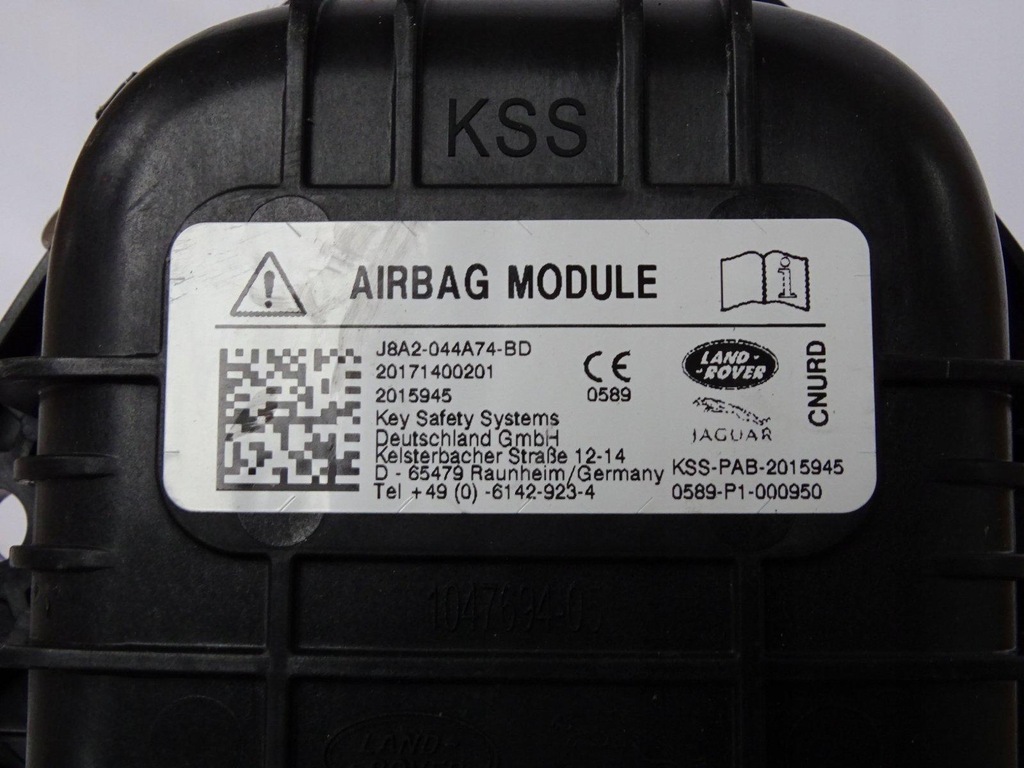 KSS
AIRBAG MODULE
J8A2-044A74-BD
20171400201
2015945
Key Safety Systems
Deutschland GmbH
Kelsterbacher Straße 12-14
D - 65479 Raunheim/Germany
Tel +49 (0) -6142-923-4
CE
0589
LAND-
-ROVER
JAGUAR
CNURD
KSS-PAB-2015945
0589-P1-000950
LAND-
ROVER